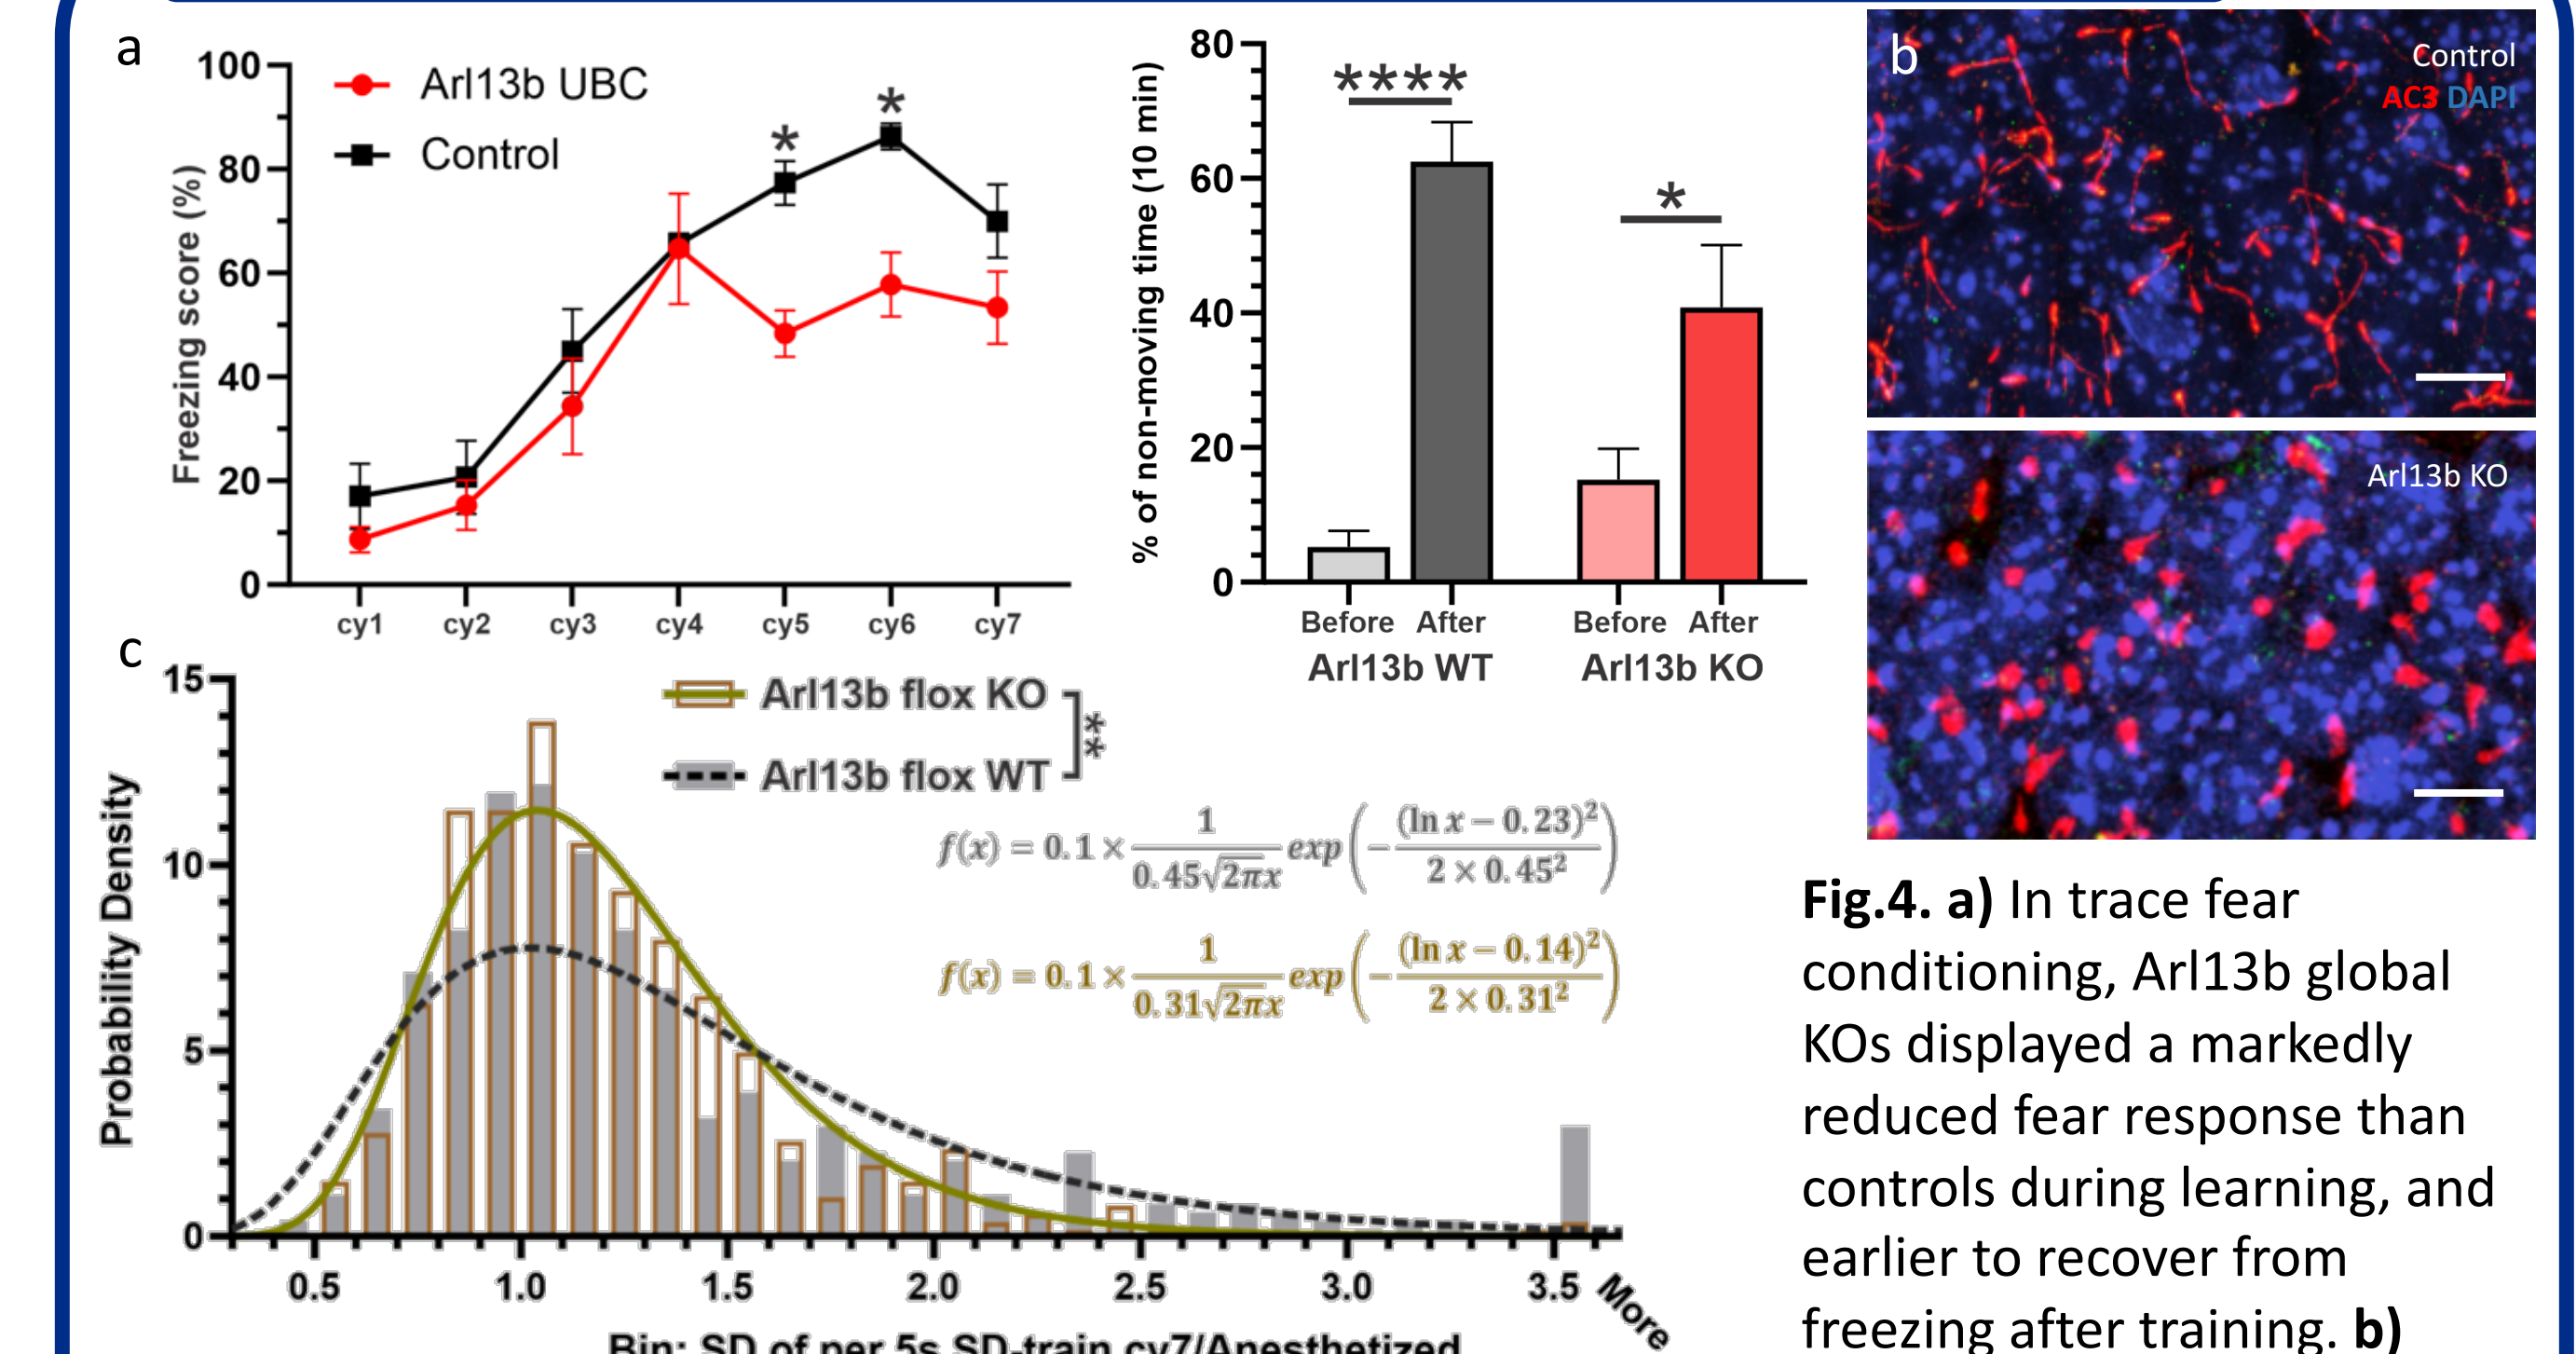 a
100
80
60
40
20
0
Freezing score (%)
Arl13b UBC
Control
*
*
cy1 cy2 cy3 cy4 cy5 cy6 cy7
80
60
40
20
0
% of non-moving time (10 min)
****
*
Before After Before After
Arl13b WT Arl13b KO
b
Control
AC3 DAPI
Arl13b KO
c
15
10
5
0
Probability Density
Arl13b flox KO
Arl13b flox WT
**
f(x) = 0.1 × 1/(0.45√2πx) exp(−(ln x − 0.23)²/(2 × 0.45²))
f(x) = 0.1 × 1/(0.31√2πx) exp(−(ln x − 0.14)²/(2 × 0.31²))
0.5 1.0 1.5 2.0 2.5 3.0 3.5 More
Bin: SD of per 5s SD-train cy7/Anesthetized
Fig.4. a) In trace fear
conditioning, Arl13b global
KOs displayed a markedly
reduced fear response than
controls during learning, and
earlier to recover from
freezing after training. b)